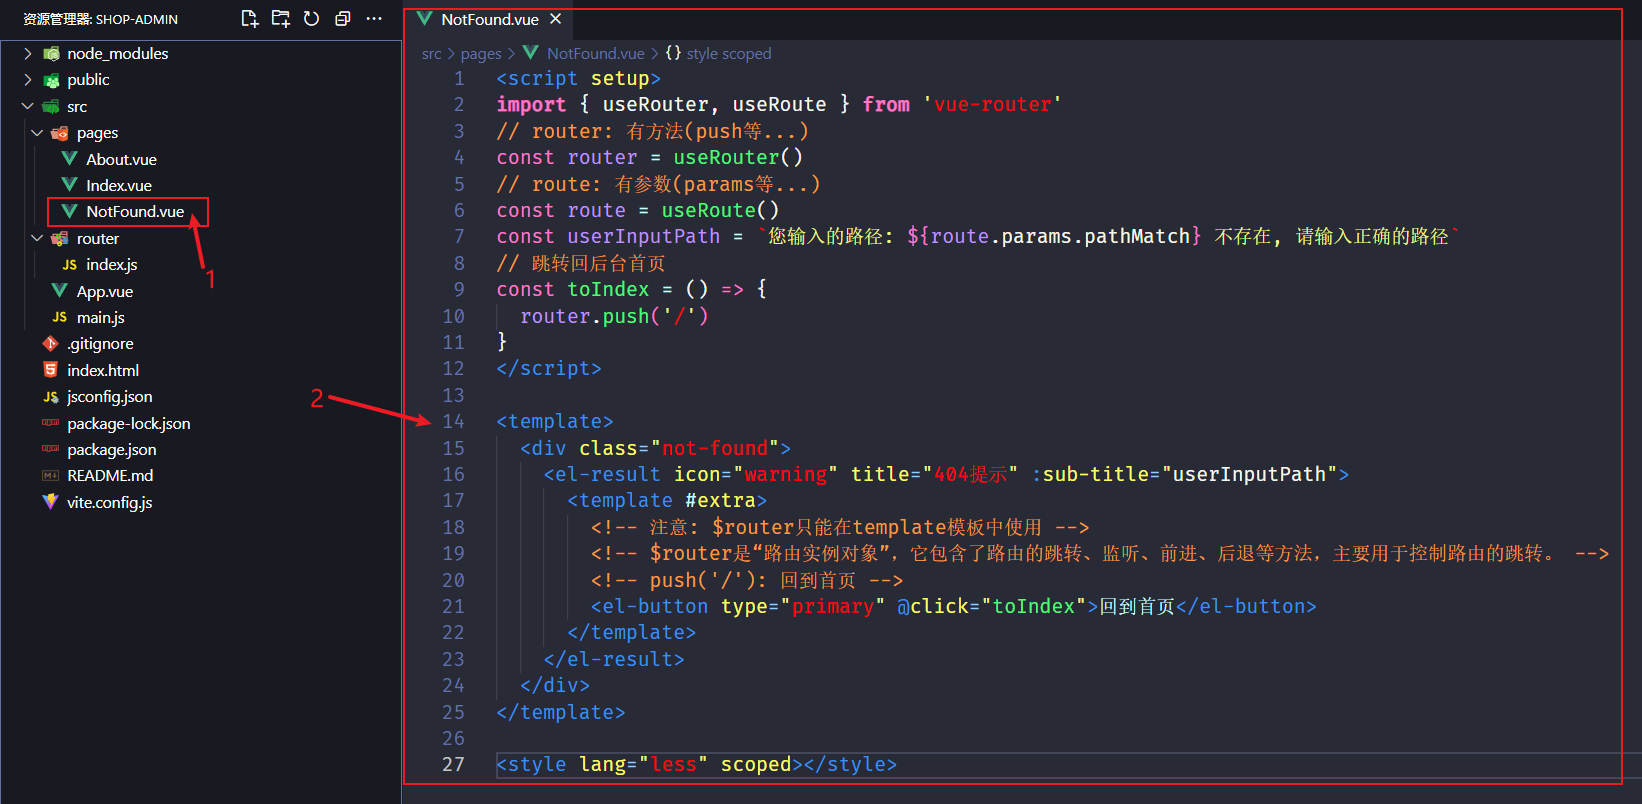 资源管理器: SHOP-ADMIN
node_modules
public
src
pages
About.vue
Index.vue
NotFound.vue
router
JS index.js
App.vue
JS main.js
.gitignore
index.html
JS jsconfig.json
package-lock.json
package.json
README.md
vite.config.js
1
2
NotFound.vue ×
src > pages > NotFound.vue > {} style scoped
1 <script setup>
2 import { useRouter, useRoute } from 'vue-router'
3 // router: 有方法(push等...)
4 const router = useRouter()
5 // route: 有参数(params等...)
6 const route = useRoute()
7 const userInputPath = `您输入的路径: ${route.params.pathMatch} 不存在, 请输入正确的路径`
8 // 跳转回后台首页
9 const toIndex = () => {
10 router.push('/')
11 }
12 </script>
13
14 <template>
15 <div class="not-found">
16 <el-result icon="warning" title="404提示" :sub-title="userInputPath">
17 <template #extra>
18 <!-- 注意: $router只能在template模板中使用 -->
19 <!-- $router是“路由实例对象”，它包含了路由的跳转、监听、前进、后退等方法，主要用于控制路由的跳转。 -->
20 <!-- push('/'): 回到首页 -->
21 <el-button type="primary" @click="toIndex">回到首页</el-button>
22 </template>
23 </el-result>
24 </div>
25 </template>
26
27 <style lang="less" scoped></style>